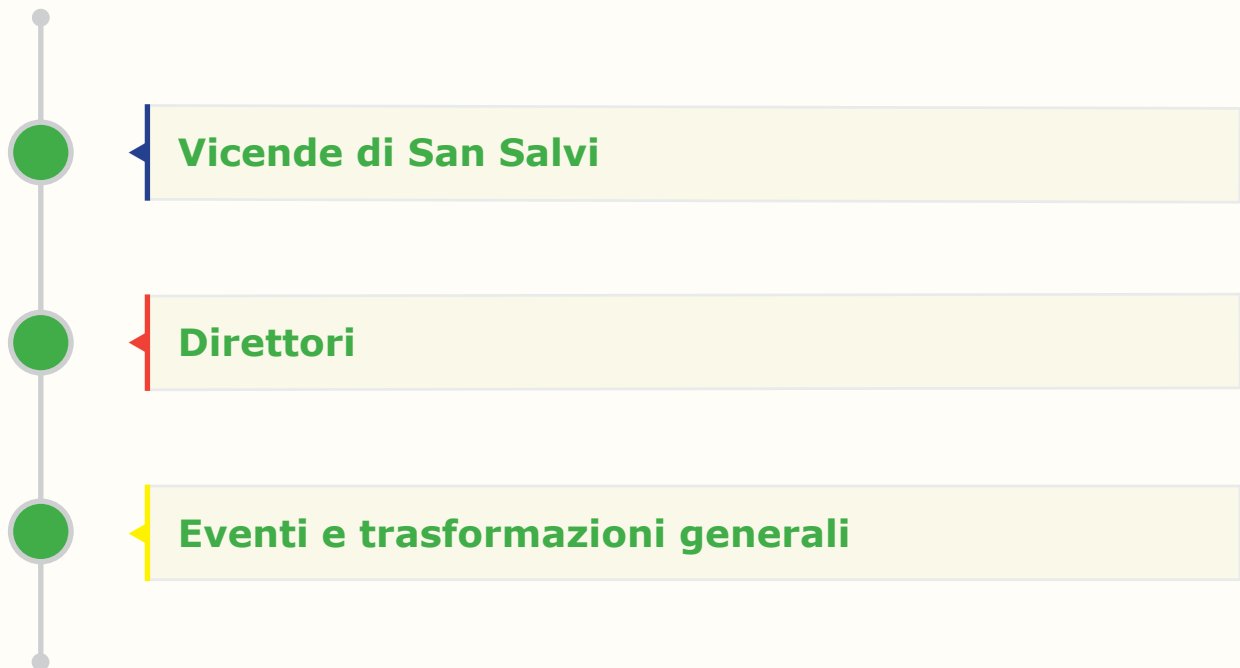 Vicende di San Salvi
Direttori
Eventi e trasformazioni generali